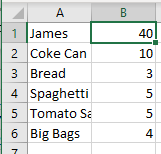 A B
1 James 40
2 Coke Can 10
3 Bread 3
4 Spaghetti 5
5 Tomato Sa 5
6 Big Bags 4
7